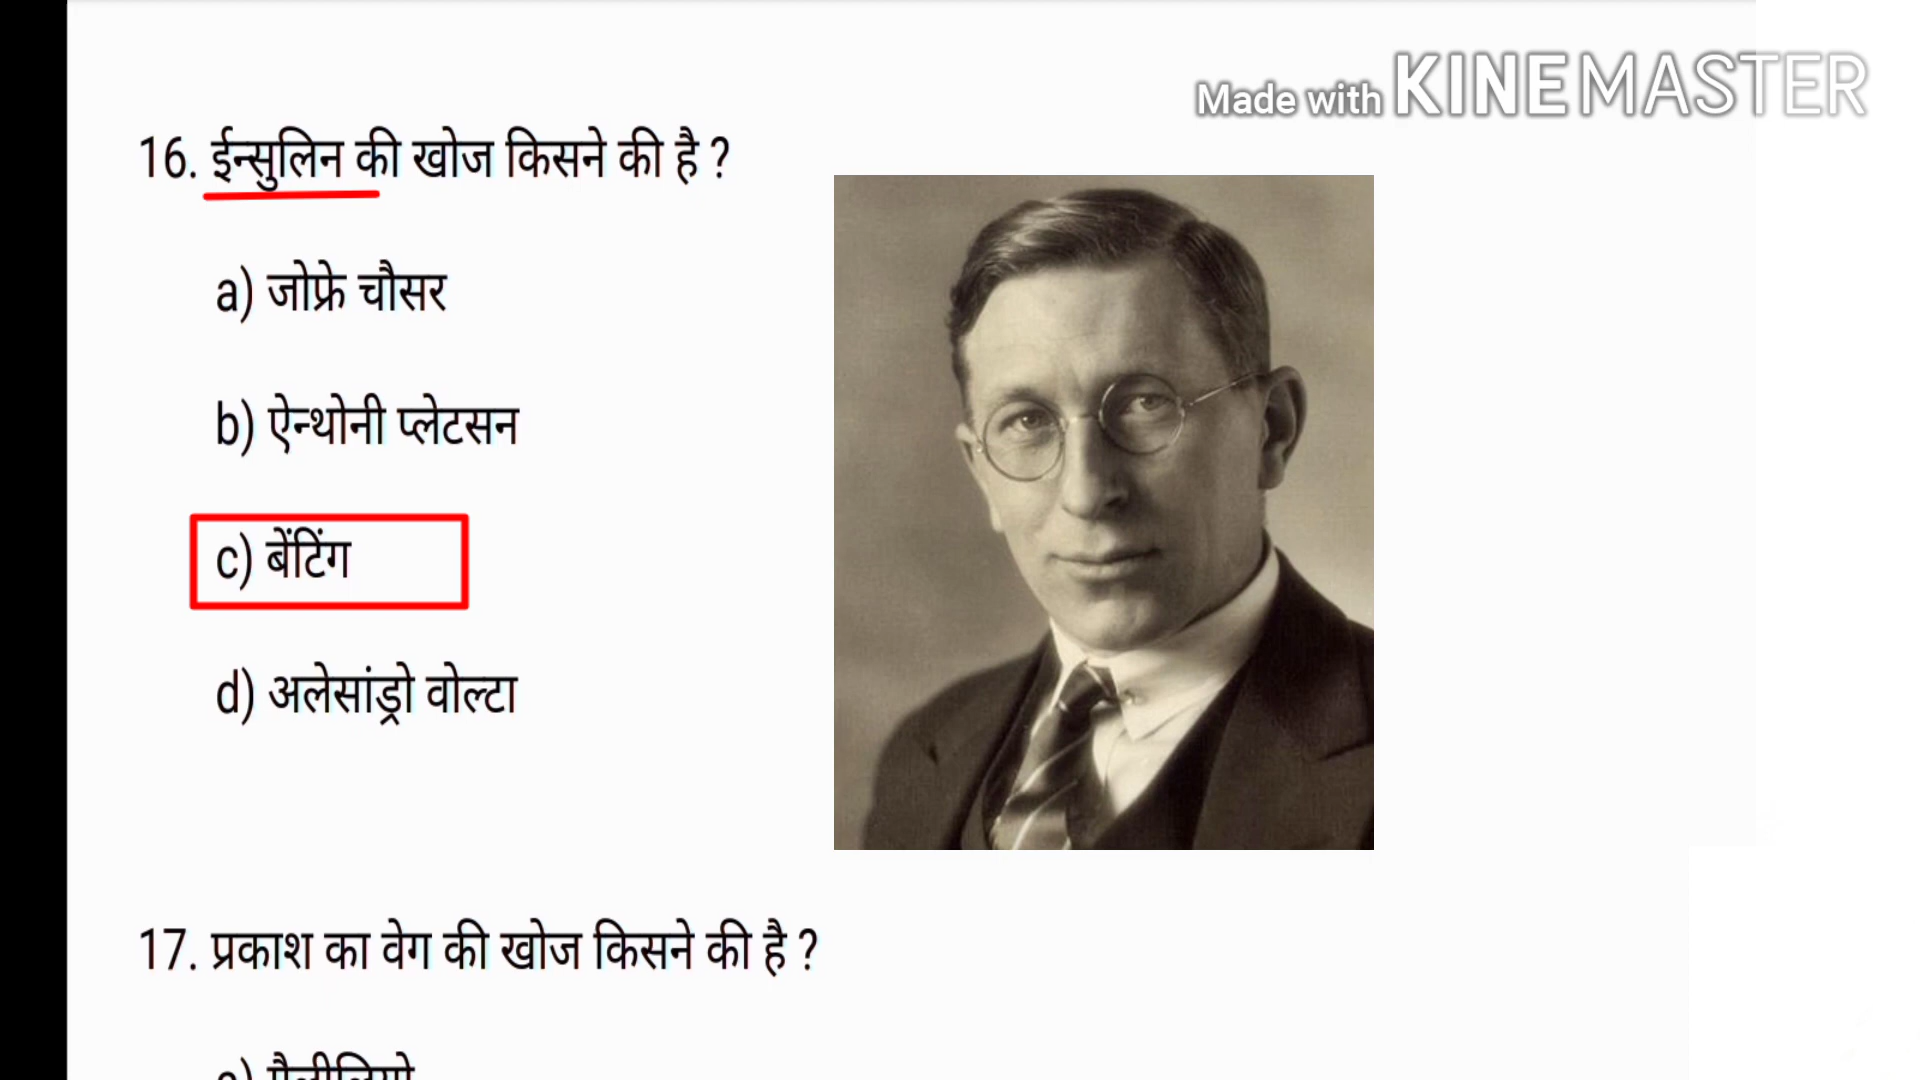 Made with KINEMASTER
16. ईन्सुलिन की खोज किसने की है ?
a) जोफ्रे चौसर
b) ऐन्थोनी प्लेटसन
c) बेंटिंग
d) अलेसांड्रो वोल्टा
17. प्रकाश का वेग की खोज किसने की है ?